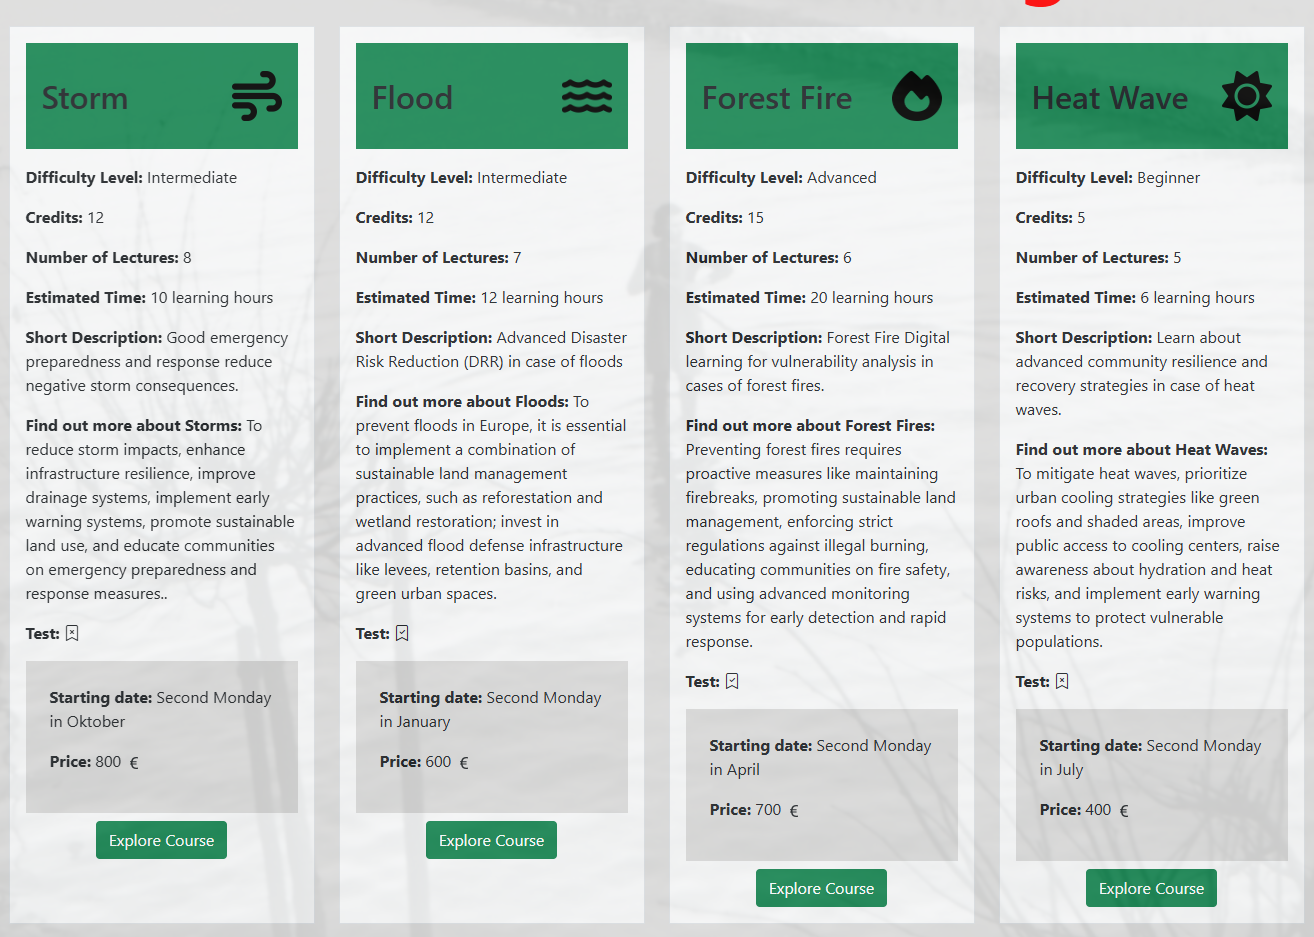 Storm
Difficulty Level: Intermediate
Credits: 12
Number of Lectures: 8
Estimated Time: 10 learning hours
Short Description: Good emergency
preparedness and response reduce
negative storm consequences.
Find out more about Storms: To
reduce storm impacts, enhance
infrastructure resilience, improve
drainage systems, implement early
warning systems, promote sustainable
land use, and educate communities
on emergency preparedness and
response measures..
Test:
Starting date: Second Monday
in Oktober
Price: 800 €
Explore Course
Flood
Difficulty Level: Intermediate
Credits: 12
Number of Lectures: 7
Estimated Time: 12 learning hours
Short Description: Advanced Disaster
Risk Reduction (DRR) in case of floods
Find out more about Floods: To
prevent floods in Europe, it is essential
to implement a combination of
sustainable land management
practices, such as reforestation and
wetland restoration; invest in
advanced flood defense infrastructure
like levees, retention basins, and
green urban spaces.
Test:
Starting date: Second Monday
in January
Price: 600 €
Explore Course
Forest Fire
Difficulty Level: Advanced
Credits: 15
Number of Lectures: 6
Estimated Time: 20 learning hours
Short Description: Forest Fire Digital
learning for vulnerability analysis in
cases of forest fires.
Find out more about Forest Fires:
Preventing forest fires requires
proactive measures like maintaining
firebreaks, promoting sustainable land
management, enforcing strict
regulations against illegal burning,
educating communities on fire safety,
and using advanced monitoring
systems for early detection and rapid
response.
Test:
Starting date: Second Monday
in April
Price: 700 €
Explore Course
Heat Wave
Difficulty Level: Beginner
Credits: 5
Number of Lectures: 5
Estimated Time: 6 learning hours
Short Description: Learn about
advanced community resilience and
recovery strategies in case of heat
waves.
Find out more about Heat Waves:
To mitigate heat waves, prioritize
urban cooling strategies like green
roofs and shaded areas, improve
public access to cooling centers, raise
awareness about hydration and heat
risks, and implement early warning
systems to protect vulnerable
populations.
Test:
Starting date: Second Monday
in July
Price: 400 €
Explore Course